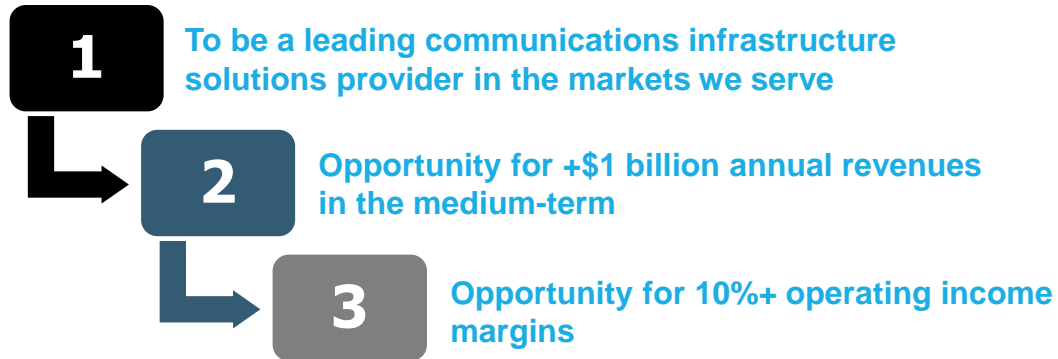 1
To be a leading communications infrastructure
solutions provider in the markets we serve
2
Opportunity for +$1 billion annual revenues
in the medium-term
3
Opportunity for 10%+ operating income
margins